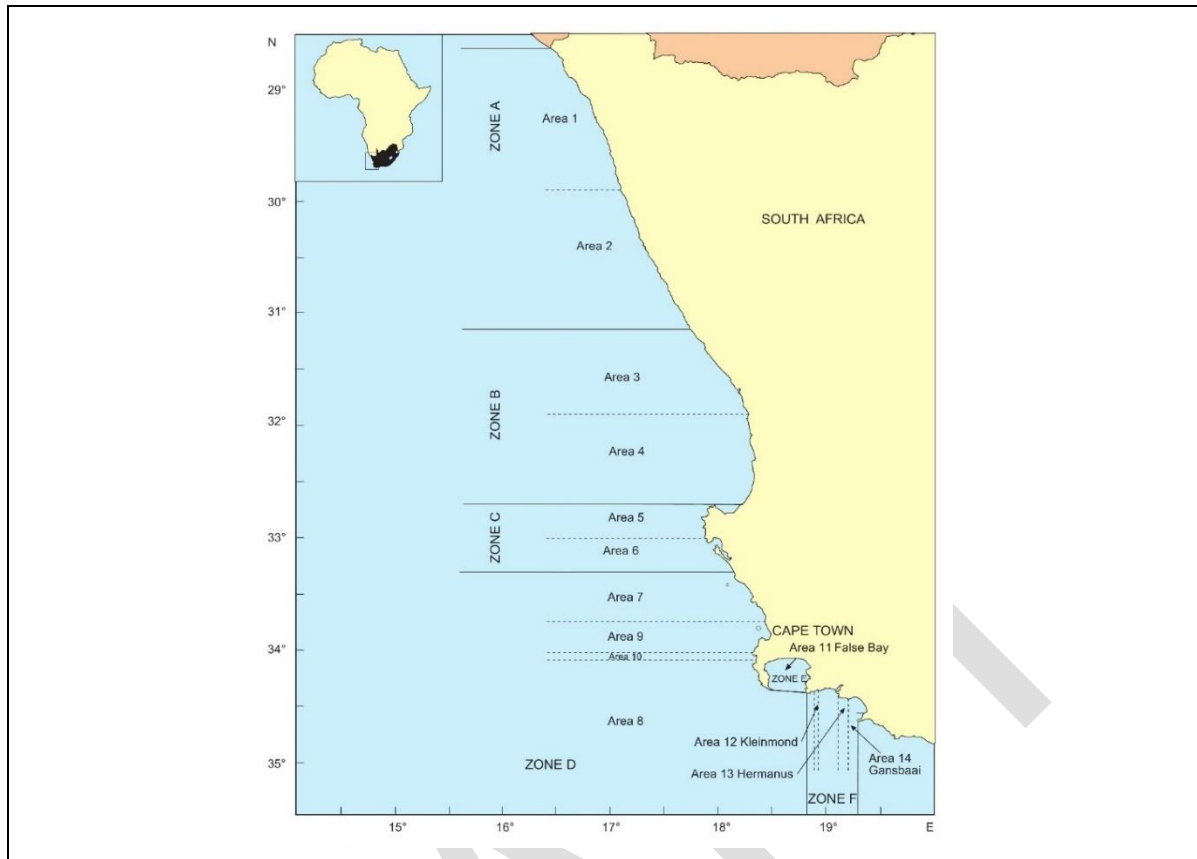 N
29°
30°
31°
32°
33°
34°
35°
15°
16°
17°
18°
19°
E
ZONE A
Area 1
Area 2
SOUTH AFRICA
ZONE B
Area 3
Area 4
ZONE C
Area 5
Area 6
Area 7
CAPE TOWN
Area 9
Area 11 False Bay
Area 10
ZONE E
Area 8
Area 12 Kleinmond
Area 13 Hermanus
Area 14
Gansbaai
ZONE D
ZONE F